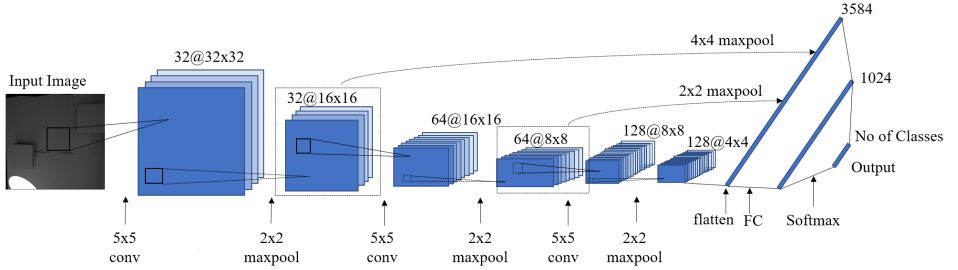 3584
32@32x32
4x4 maxpool
Input Image
1024
32@16x16
2x2 maxpool
64@16x16
64@8x8
128@8x8
128@4x4
No of Classes
Output
flatten
FC
Softmax
5x5
conv
2x2
maxpool
5x5
conv
2x2
maxpool
5x5
conv
2x2
maxpool